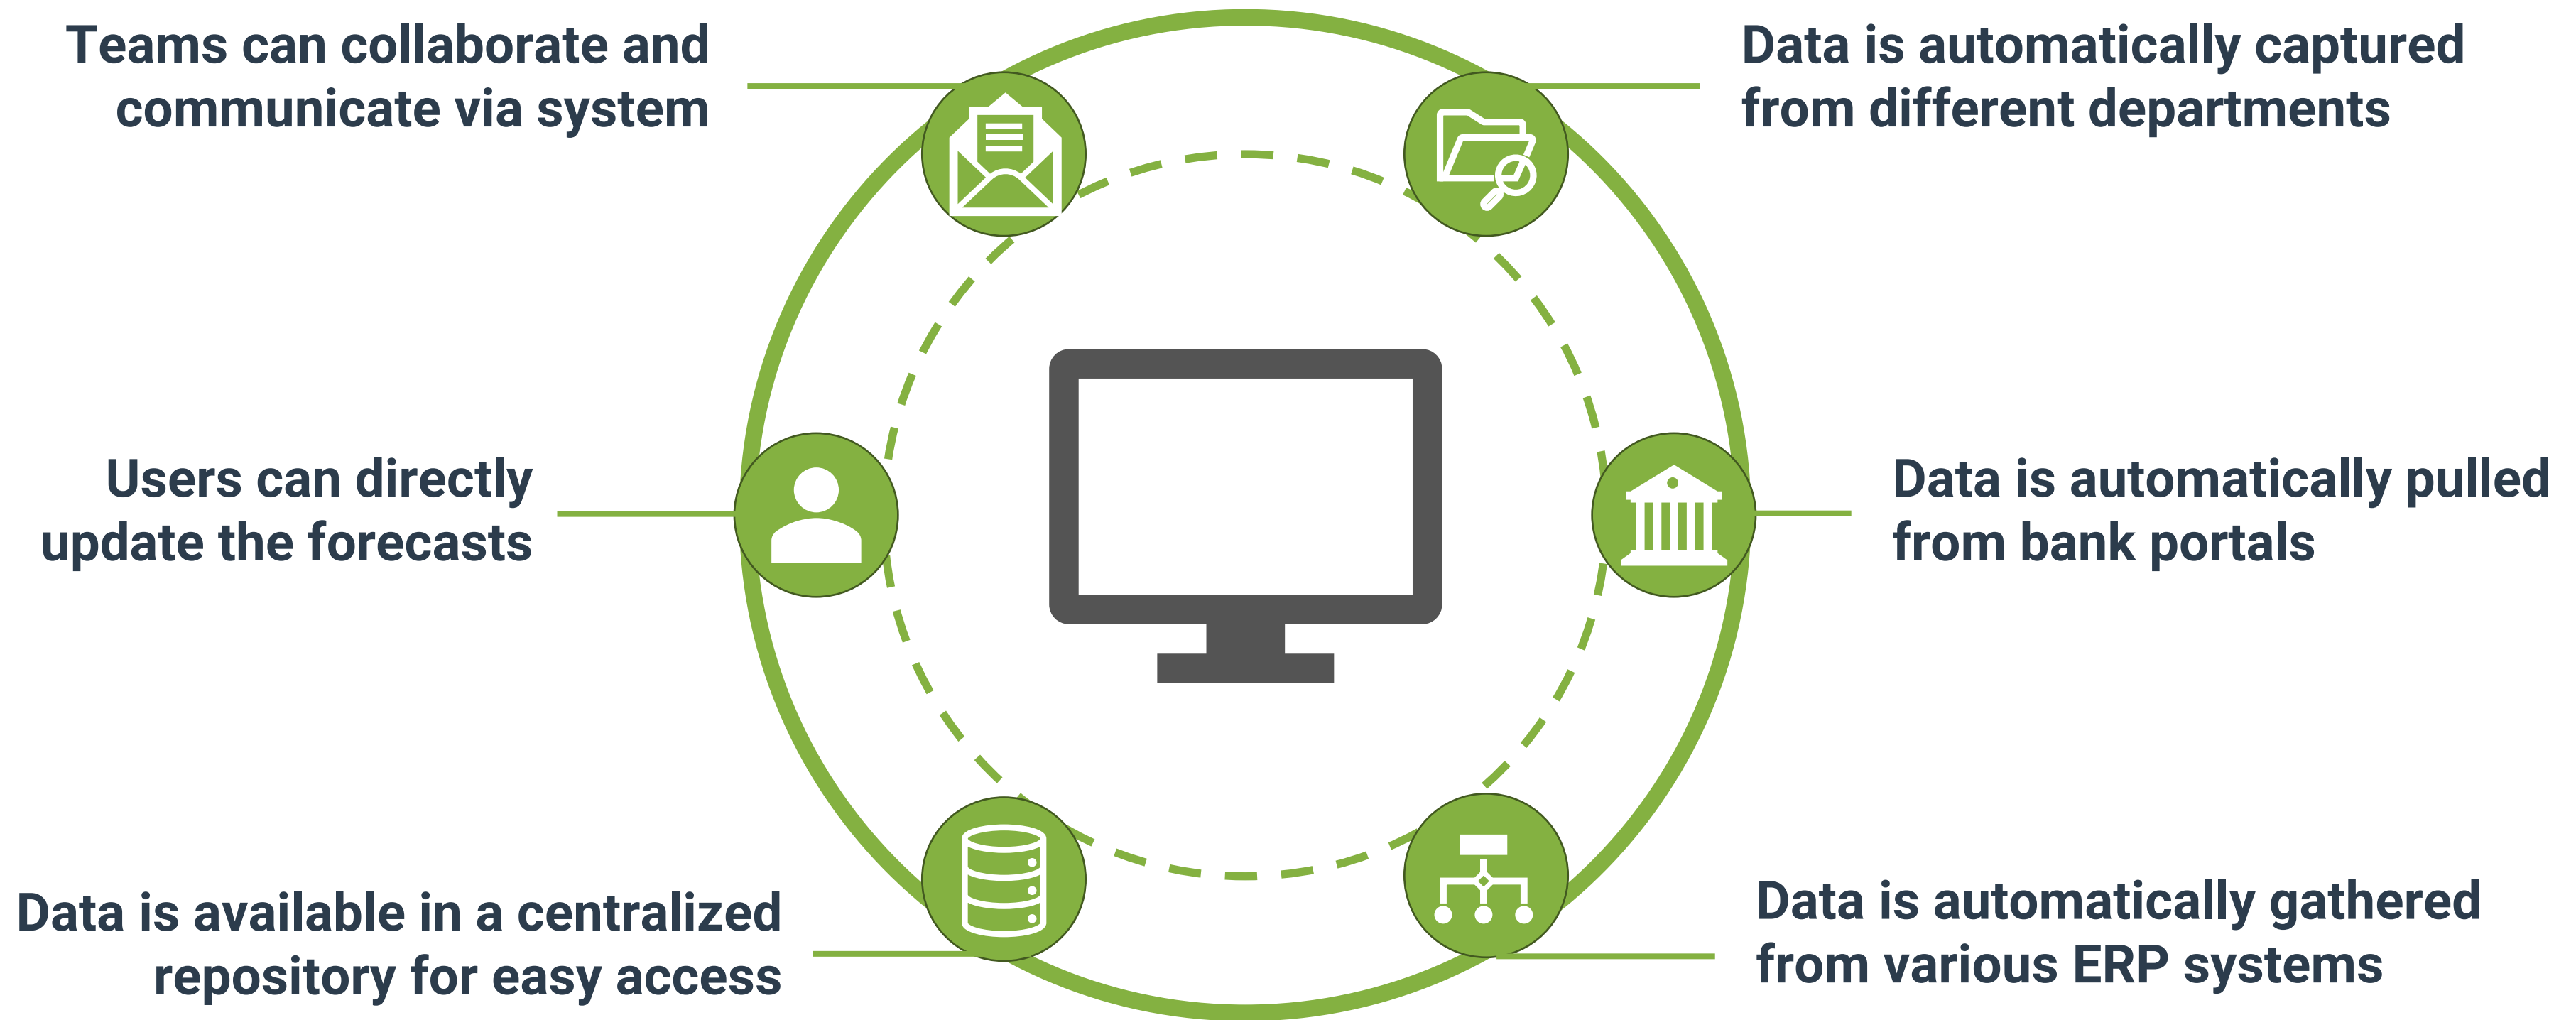 Teams can collaborate and
communicate via system
Data is automatically captured
from different departments
Users can directly
update the forecasts
Data is automatically pulled
from bank portals
Data is available in a centralized
repository for easy access
Data is automatically gathered
from various ERP systems